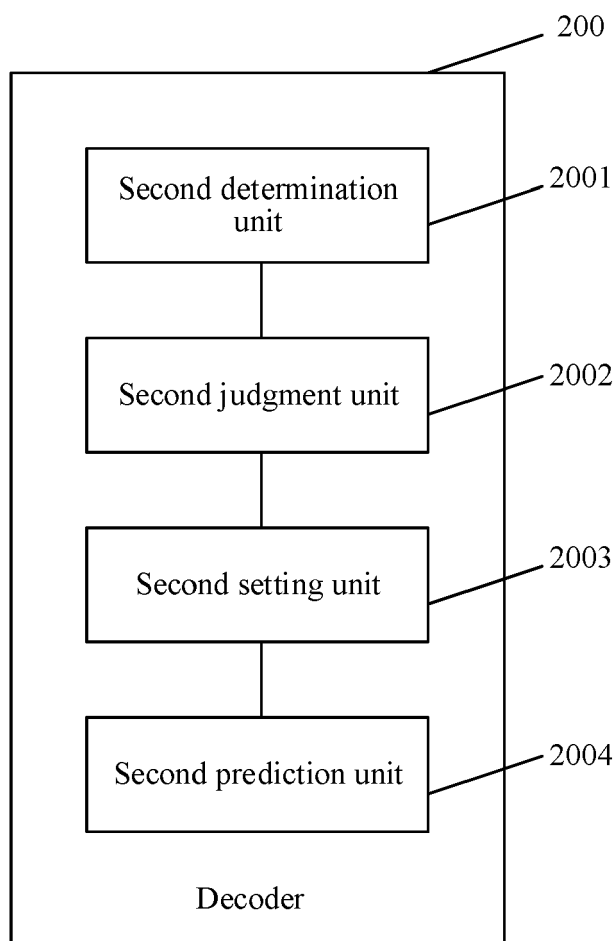 200
Second determination
unit
2001
Second judgment unit
2002
Second setting unit
2003
Second prediction unit
2004
Decoder